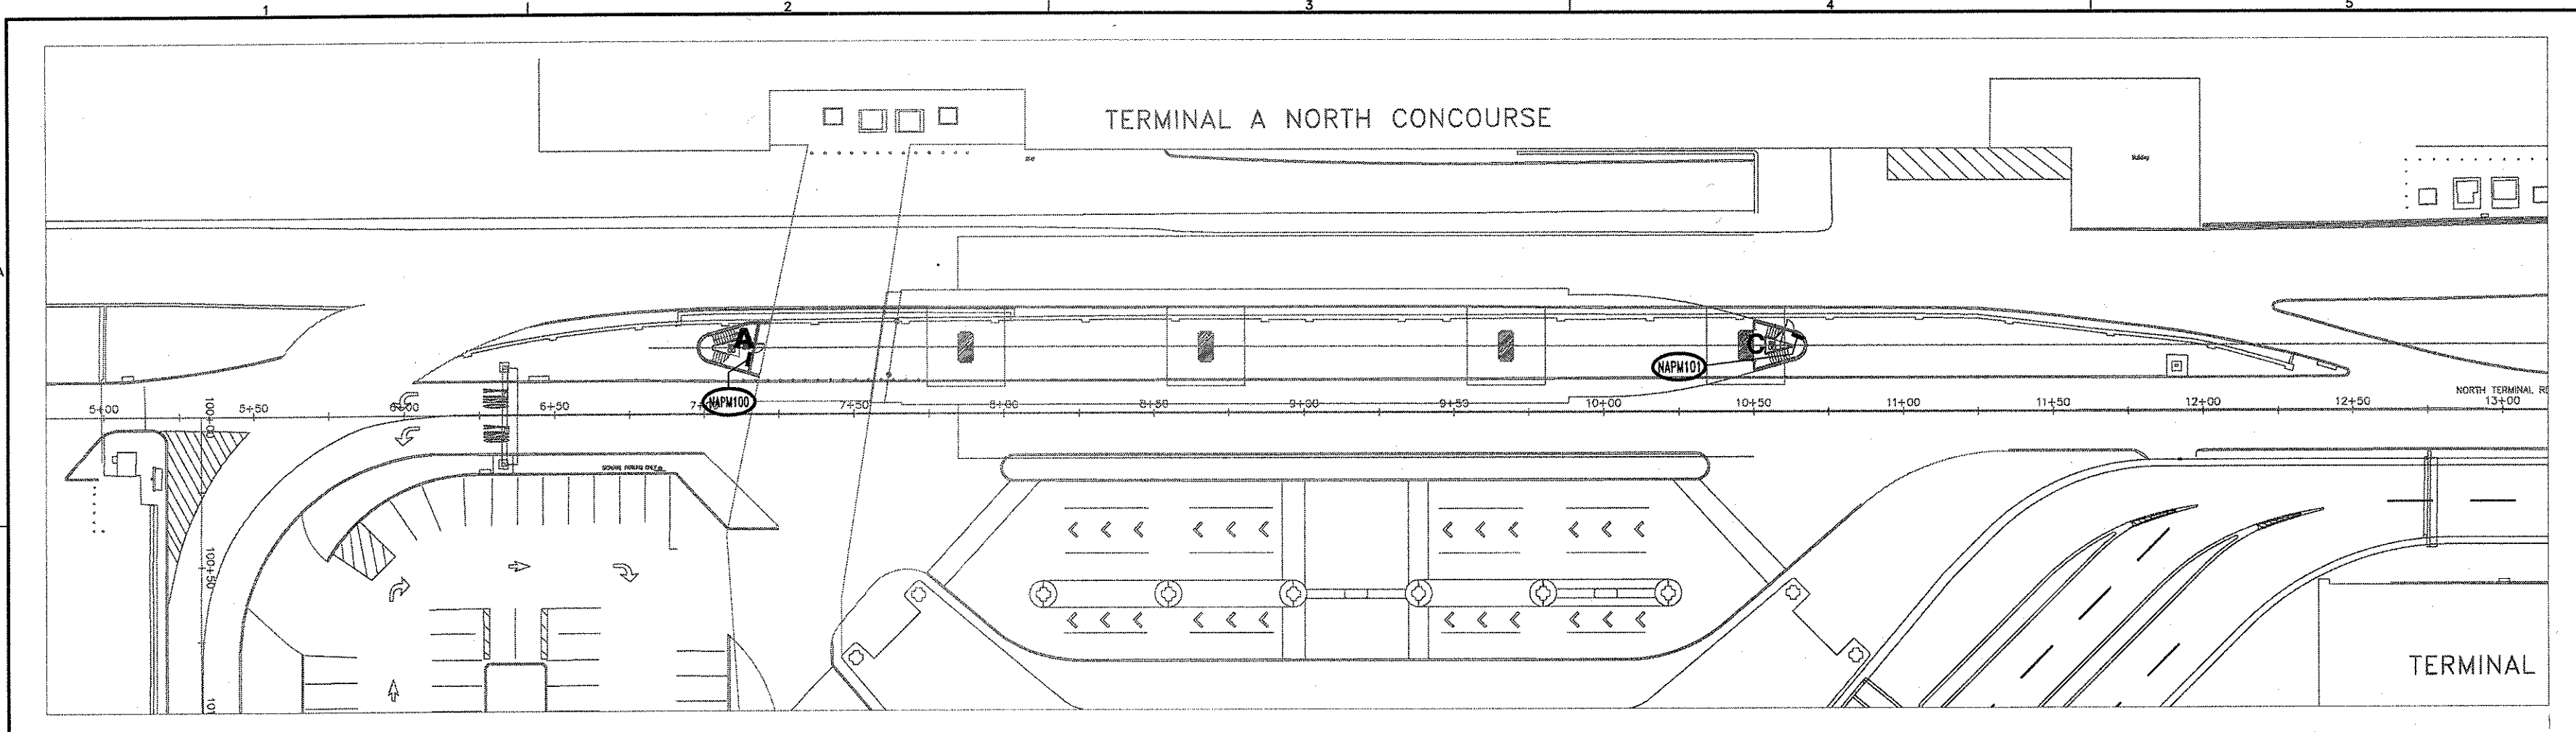 1 2 3 4 5
TERMINAL A NORTH CONCOURSE
Building
A
A
C
NAPM101
NAPM100
NORTH TERMINAL
5+00 5+50 6+00 6+50 7+50 8+00 8+50 9+00 9+50 10+00 10+50 11+00 11+50 12+00 12+50 13+00
100+00
100+50
101
TERMINAL